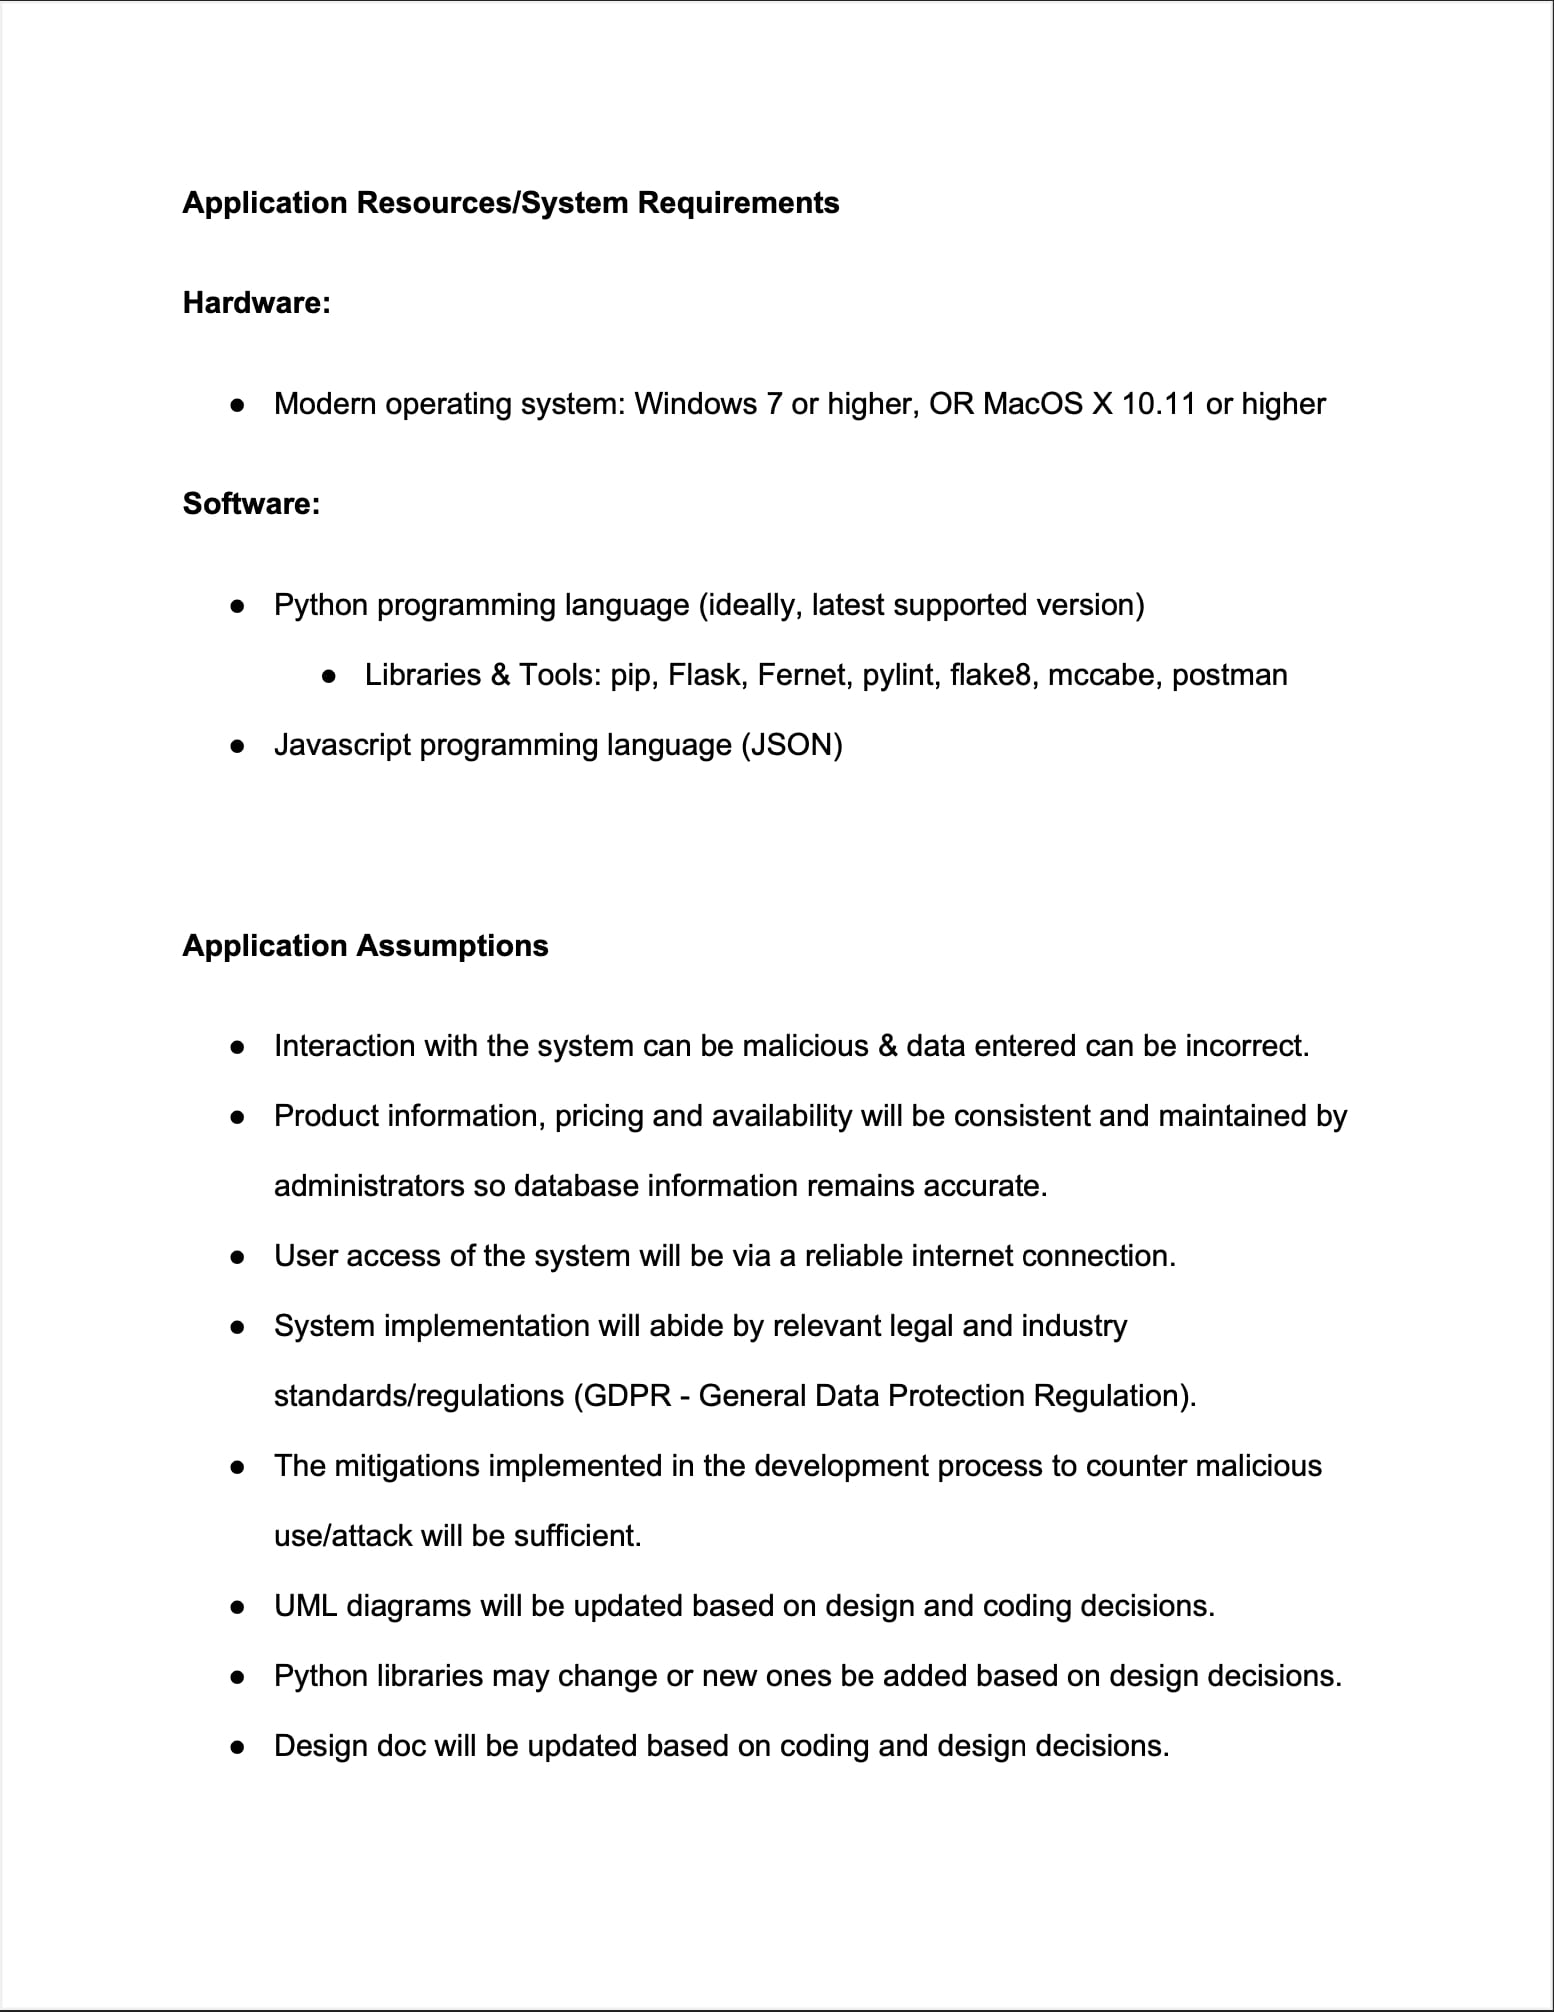 Application Resources/System Requirements
Hardware:
● Modern operating system: Windows 7 or higher, OR MacOS X 10.11 or higher
Software:
● Python programming language (ideally, latest supported version)
● Libraries & Tools: pip, Flask, Fernet, pylint, flake8, mccabe, postman
● Javascript programming language (JSON)
Application Assumptions
● Interaction with the system can be malicious & data entered can be incorrect.
● Product information, pricing and availability will be consistent and maintained by
administrators so database information remains accurate.
● User access of the system will be via a reliable internet connection.
● System implementation will abide by relevant legal and industry
standards/regulations (GDPR - General Data Protection Regulation).
● The mitigations implemented in the development process to counter malicious
use/attack will be sufficient.
● UML diagrams will be updated based on design and coding decisions.
● Python libraries may change or new ones be added based on design decisions.
● Design doc will be updated based on coding and design decisions.